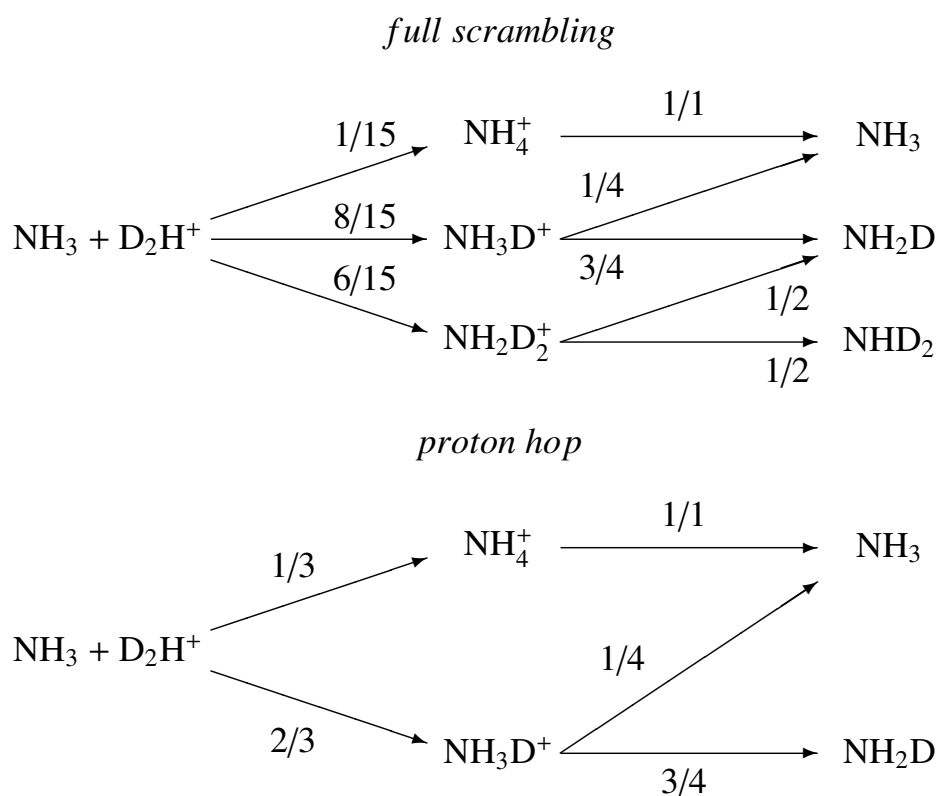 full scrambling
1/1
1/15 NH₄⁺ NH₃
1/4
8/15
NH₃ + D₂H⁺ NH₃D⁺ NH₂D
3/4
6/15
1/2
NH₂D₂⁺ NHD₂
1/2
proton hop
1/1
NH₄⁺ NH₃
1/3
NH₃ + D₂H⁺
1/4
2/3
NH₃D⁺ NH₂D
3/4